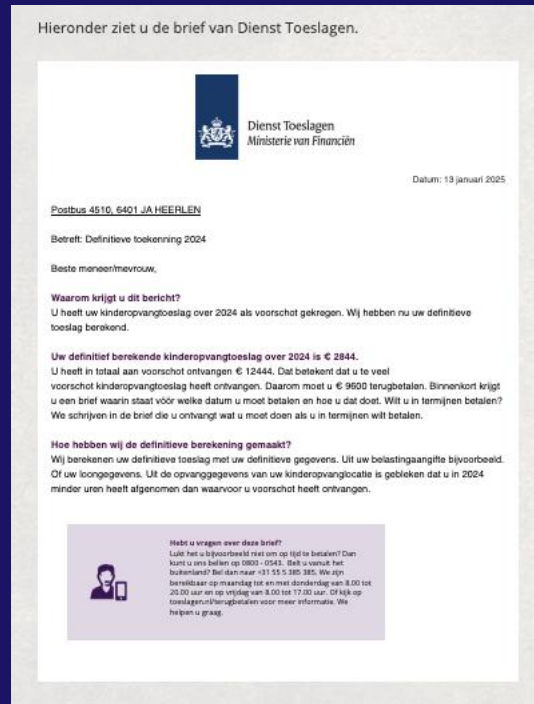 Hieronder ziet u de brief van Dienst Toeslagen.
Dienst Toeslagen
Ministerie van Financiën
Datum: 13 januari 2025
Postbus 4510, 6401 JA HEERLEN
Betreft: Definitieve toekenning 2024
Beste meneer/mevrouw,
Waarom krijgt u dit bericht?
U heeft uw kinderopvangtoeslag over 2024 als voorschot gekregen. Wij hebben nu uw definitieve
toeslag berekend.
Uw definitief berekende kinderopvangtoeslag over 2024 is € 2844.
U heeft in totaal aan voorschot ontvangen € 12444. Dat betekent dat u te veel
voorschot kinderopvangtoeslag heeft ontvangen. Daarom moet u € 9600 terugbetalen. Binnenkort krijgt
u een brief waarin staat vóór welke datum u moet betalen en hoe u dat doet. Wilt u in termijnen betalen?
We schrijven in de brief die u ontvangt wat u moet doen als u in termijnen wilt betalen.
Hoe hebben wij de definitieve berekening gemaakt?
Wij berekenen uw definitieve toeslag met uw definitieve gegevens. Uit uw belastingaangifte bijvoorbeeld.
Of uw loongegevens. Uit de opvanggegevens van uw kinderopvanglocatie is gebleken dat u in 2024
minder uren heeft afgenomen dan waarvoor u voorschot heeft ontvangen.
Hebt u vragen over deze brief?
Lukt het u bijvoorbeeld niet om op tijd te betalen? Dan
kunt u ons bellen op 0800 - 0543. Belt u vanuit het
buitenland? Bel dan naar +31 55 5 385 385. We zijn
bereikbaar op maandag tot en met donderdag van 8.00 tot
20.00 uur en op vrijdag van 8.00 tot 17.00 uur. Of kijk op
toeslagen.nl/terugbetalen voor meer informatie. We
helpen u graag.